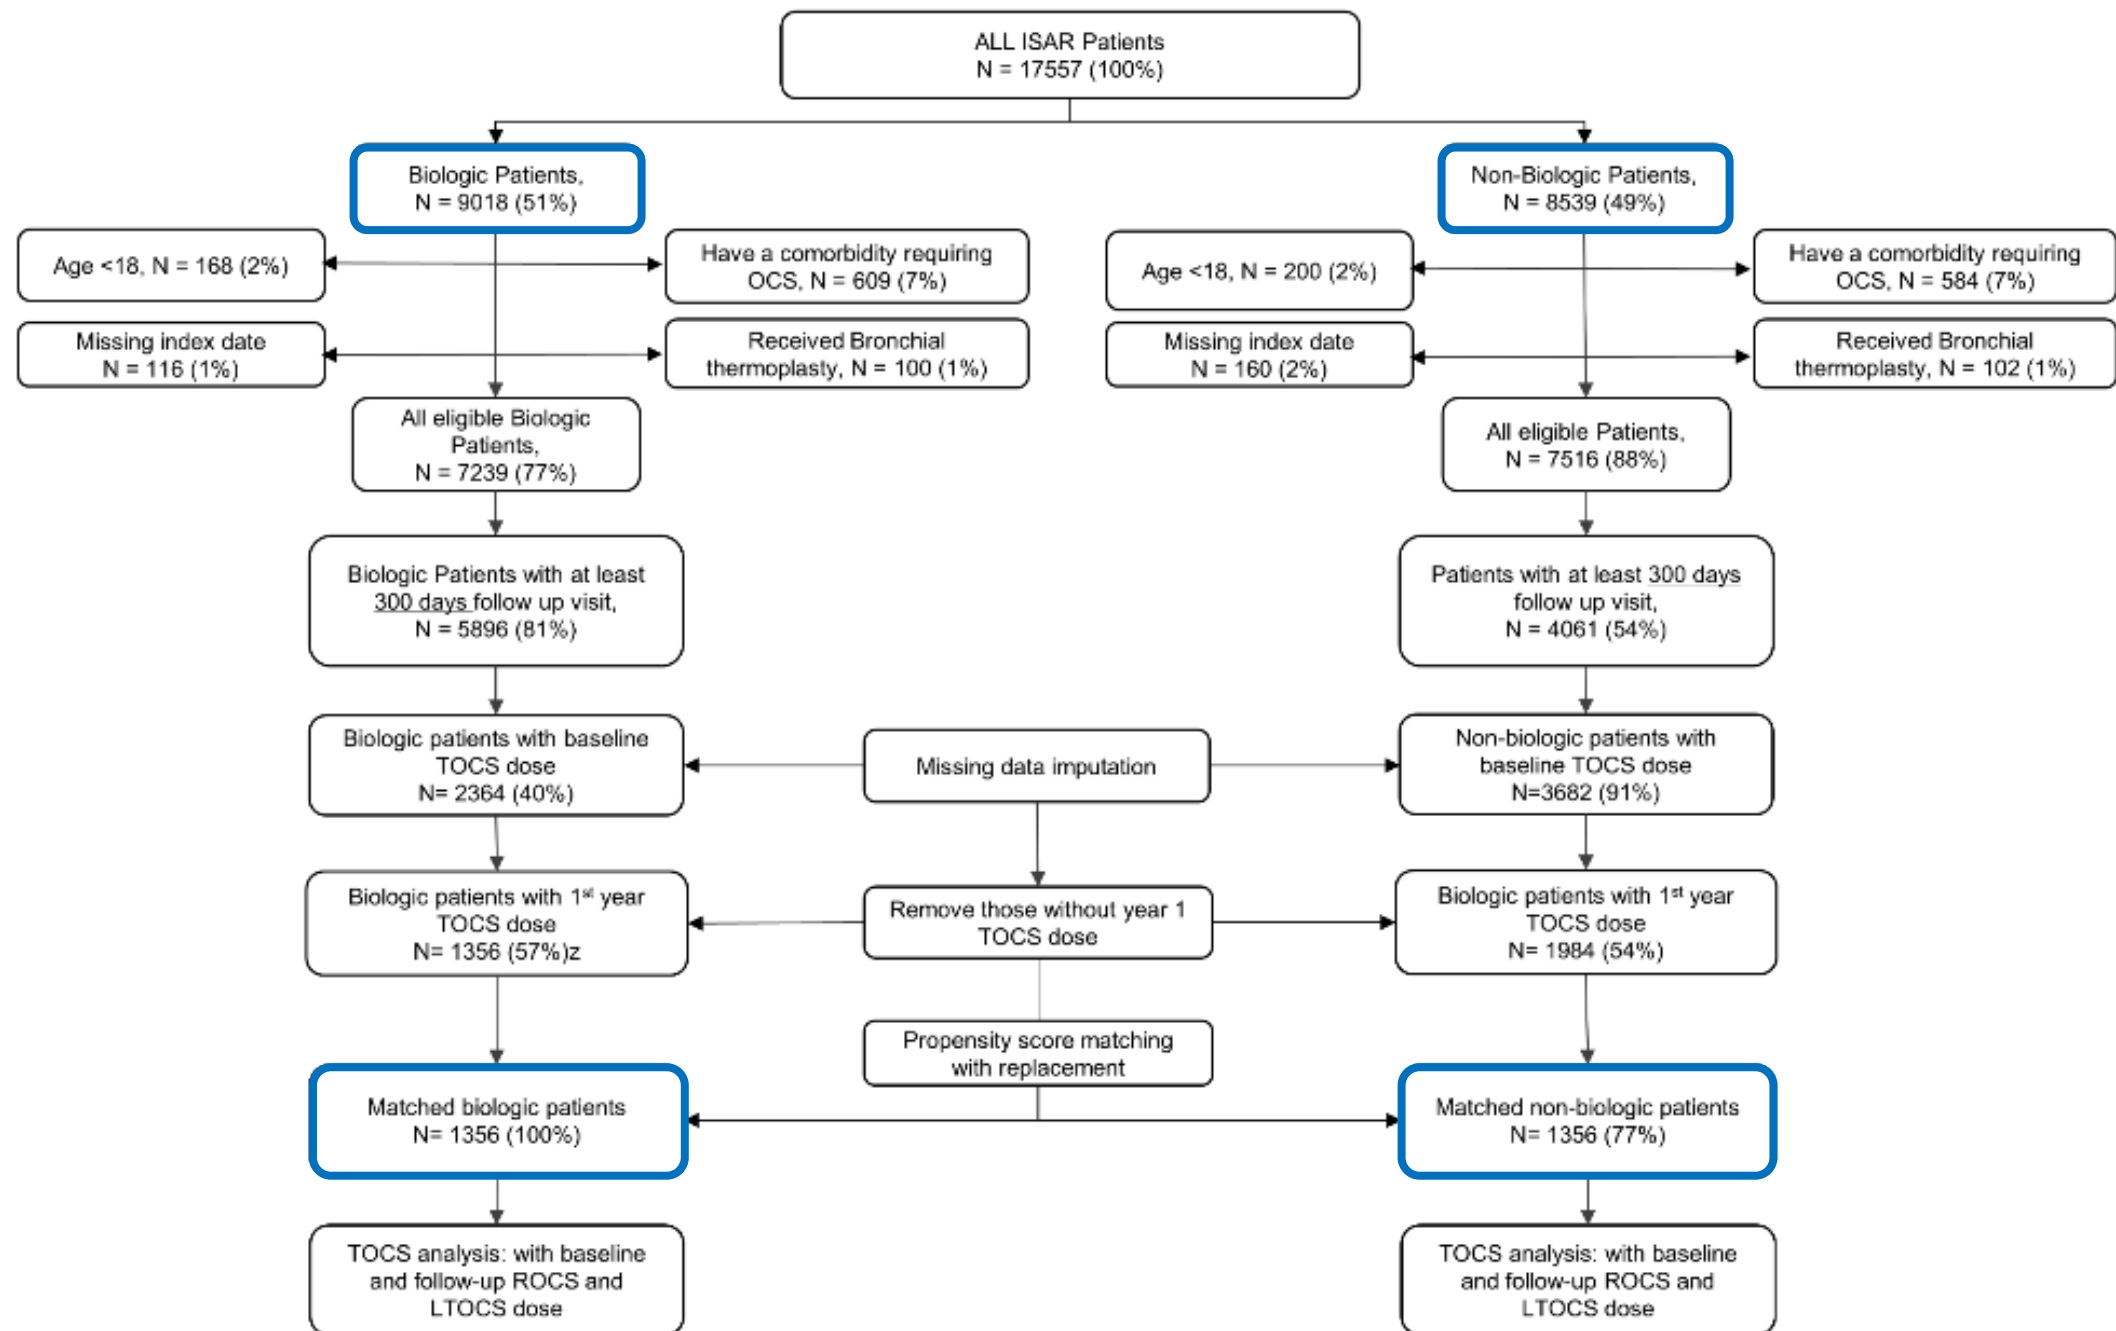 ALL ISAR Patients
N = 17557 (100%)
Biologic Patients,
N = 9018 (51%)
Non-Biologic Patients,
N = 8539 (49%)
Age <18, N = 168 (2%)
Have a comorbidity requiring
OCS, N = 609 (7%)
Age <18, N = 200 (2%)
Have a comorbidity requiring
OCS, N = 584 (7%)
Missing index date
N = 116 (1%)
Received Bronchial
thermoplasty, N = 100 (1%)
Missing index date
N = 160 (2%)
Received Bronchial
thermoplasty, N = 102 (1%)
All eligible Biologic
Patients,
N = 7239 (77%)
All eligible Patients,
N = 7516 (88%)
Biologic Patients with at least
300 days follow up visit,
N = 5896 (81%)
Patients with at least 300 days
follow up visit,
N = 4061 (54%)
Biologic patients with baseline
TOCS dose
N= 2364 (40%)
Missing data imputation
Non-biologic patients with
baseline TOCS dose
N=3682 (91%)
Biologic patients with 1st year
TOCS dose
N= 1356 (57%)z
Remove those without year 1
TOCS dose
Biologic patients with 1st year
TOCS dose
N= 1984 (54%)
Propensity score matching
with replacement
Matched biologic patients
N= 1356 (100%)
Matched non-biologic patients
N= 1356 (77%)
TOCS analysis: with baseline
and follow-up ROCS and
LTOCS dose
TOCS analysis: with baseline
and follow-up ROCS and
LTOCS dose